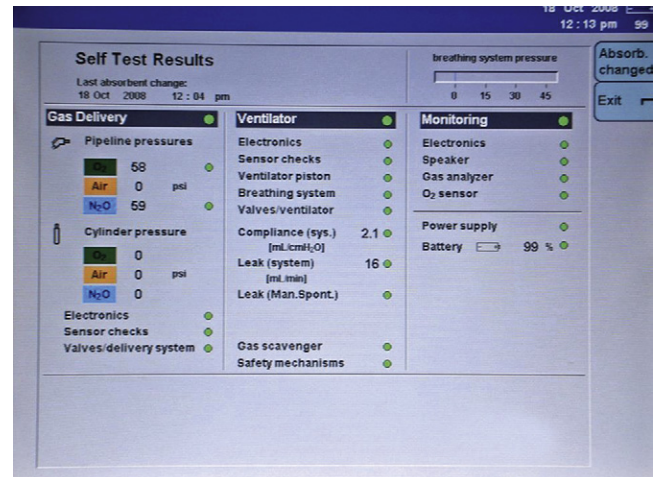 18 Oct 2008
12 : 13 pm 99
Self Test Results
Last absorbent change:
18 Oct 2008 12 : 04 pm
breathing system pressure
0 15 30 45
Absorb.
changed
Exit
Gas Delivery
Pipeline pressures
O2 58
Air 0 psi
N2O 59
Cylinder pressure
O2 0
Air 0 psi
N2O 0
Electronics
Sensor checks
Valves/delivery system
Ventilator
Electronics
Sensor checks
Ventilator piston
Breathing system
Valves/ventilator
Compliance (sys.) 2.1
[mL/cmH2O]
Leak (system) 16
[mL/min]
Leak (Man.Spont.)
Gas scavenger
Safety mechanisms
Monitoring
Electronics
Speaker
Gas analyzer
O2 sensor
Power supply
Battery 99 %